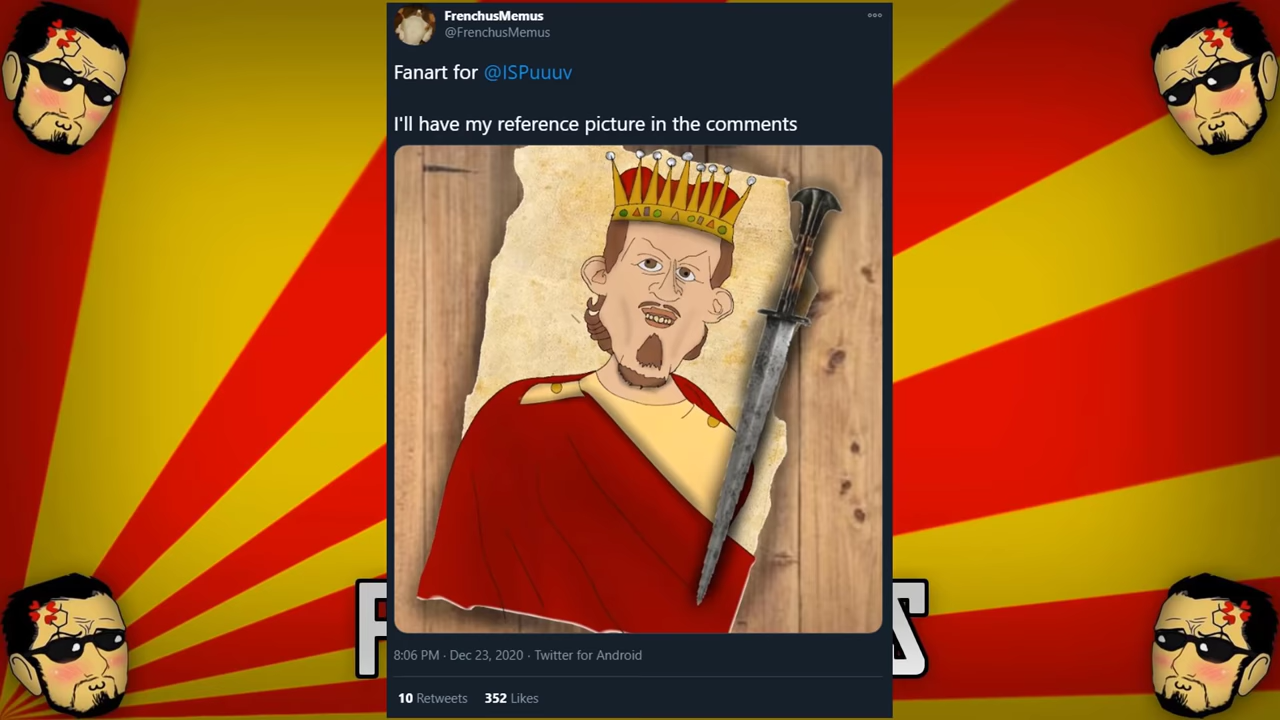 FrenchusMemus
@FrenchusMemus
Fanart for @ISPuuuv
I'll have my reference picture in the comments
8:06 PM · Dec 23, 2020 · Twitter for Android
10 Retweets 352 Likes